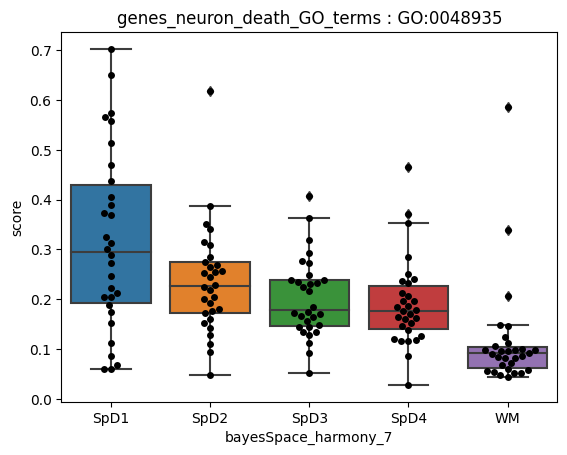 genes_neuron_death_GO_terms : GO:0048935
score
0.7
0.6
0.5
0.4
0.3
0.2
0.1
0.0
SpD1 SpD2 SpD3 SpD4 WM
bayesSpace_harmony_7